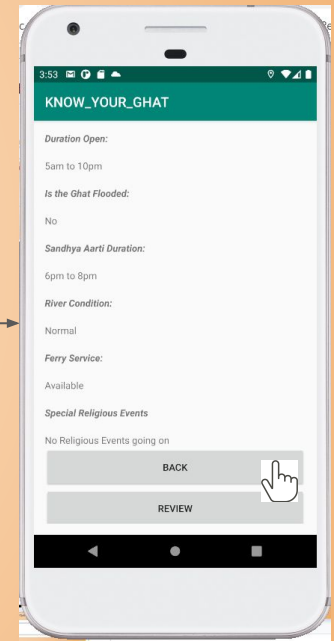 3:53
KNOW_YOUR_GHAT
Duration Open:
5am to 10pm
Is the Ghat Flooded:
No
Sandhya Aarti Duration:
6pm to 8pm
River Condition:
Normal
Ferry Service:
Available
Special Religious Events
No Religious Events going on
BACK
REVIEW